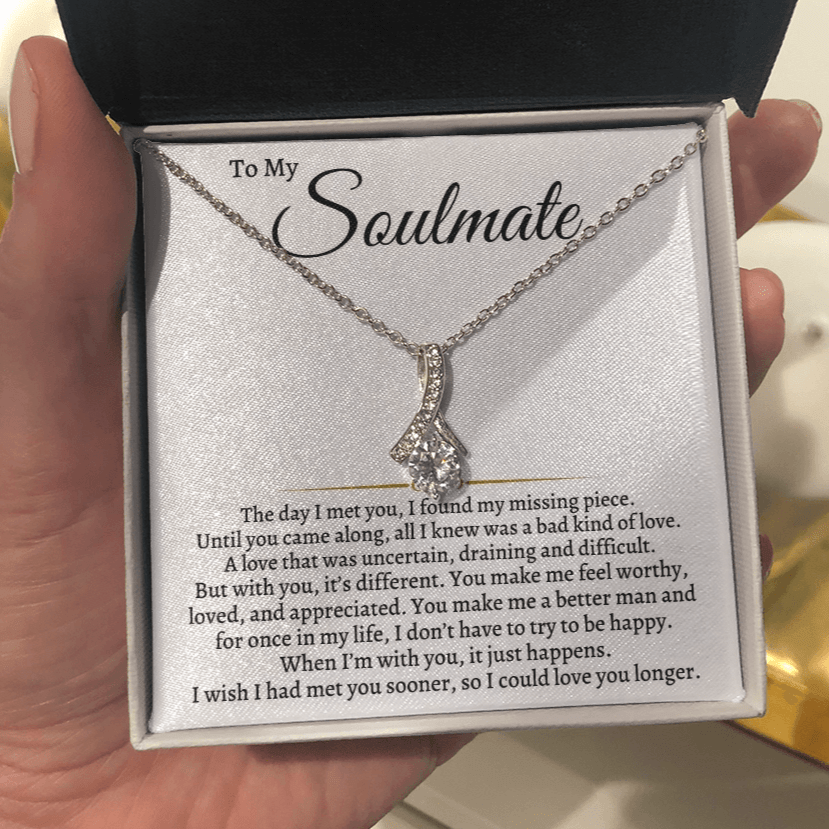 To My
Soulmate
The day I met you, I found my missing piece.
Until you came along, all I knew was a bad kind of love.
A love that was uncertain, draining and difficult.
But with you, it's different. You make me feel worthy,
loved, and appreciated. You make me a better man and
for once in my life, I don't have to try to be happy.
When I'm with you, it just happens.
I wish I had met you sooner, so I could love you longer.